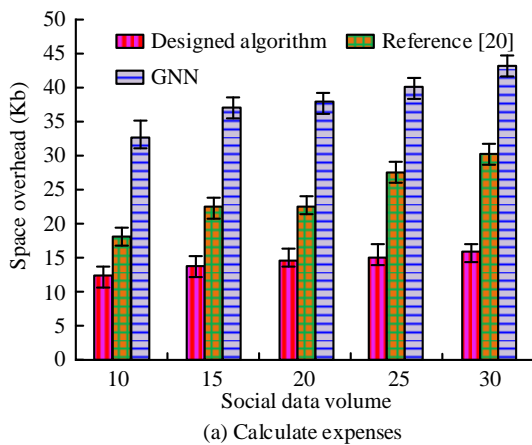 50
45
40
35
30
25
20
15
10
5
0
Space overhead (Kb)
Designed algorithm
Reference [20]
GNN
10 15 20 25 30
Social data volume
(a) Calculate expenses